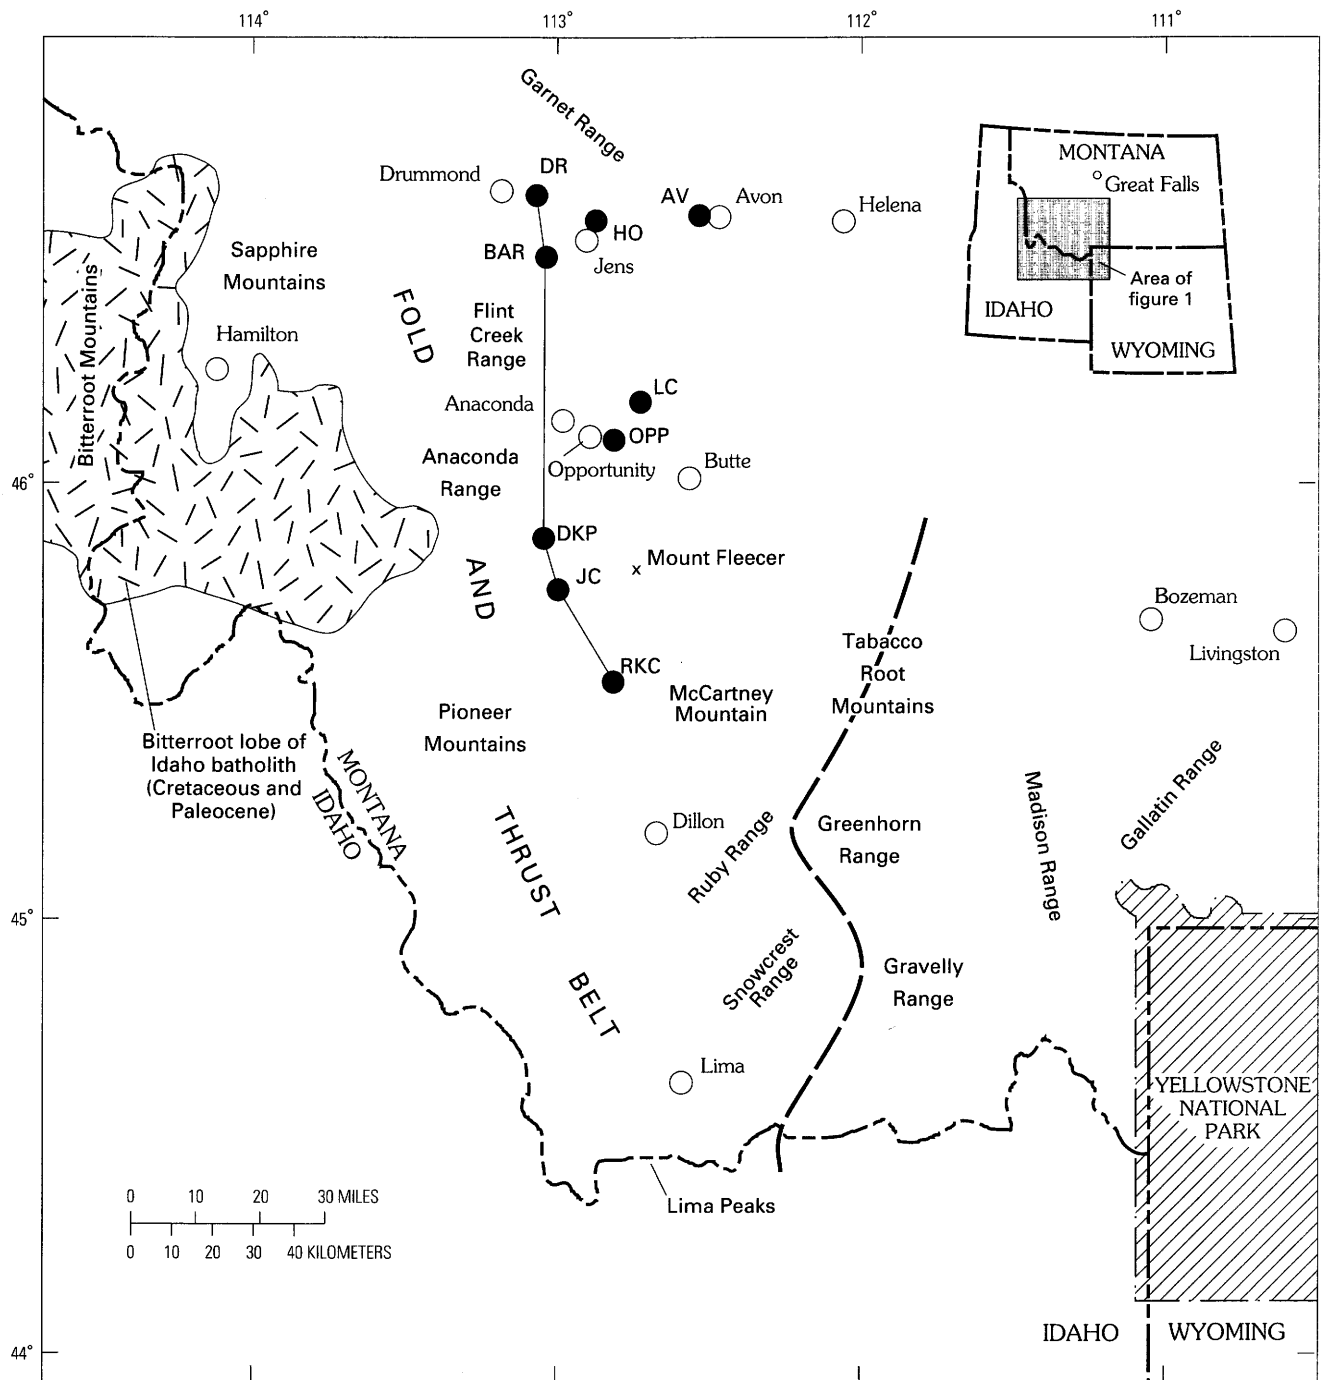 114°
113°
112°
111°
Garnet Range
Drummond
DR
AV
Avon
Helena
HO
BAR
Jens
Sapphire
Mountains
Hamilton
Bitterroot Mountains
FOLD
Flint
Creek
Range
LC
Anaconda
OPP
Opportunity
Butte
Anaconda
Range
46°
DKP
Mount Fleecer
x
JC
AND
Bozeman
Livingston
Tabacco
Root
Mountains
RKC
McCartney
Mountain
Pioneer
Mountains
Bitterroot lobe of
Idaho batholith
(Cretaceous and
Paleocene)
MONTANA
IDAHO
THRUST
Dillon
Ruby Range
Greenhorn
Range
Madison Range
Gallatin Range
45°
Snowcrest
Range
Gravelly
Range
BELT
Lima
Lima Peaks
YELLOWSTONE
NATIONAL
PARK
0 10 20 30 MILES
0 10 20 30 40 KILOMETERS
44°
IDAHO
WYOMING
MONTANA
Great Falls
Area of
figure 1
IDAHO
WYOMING